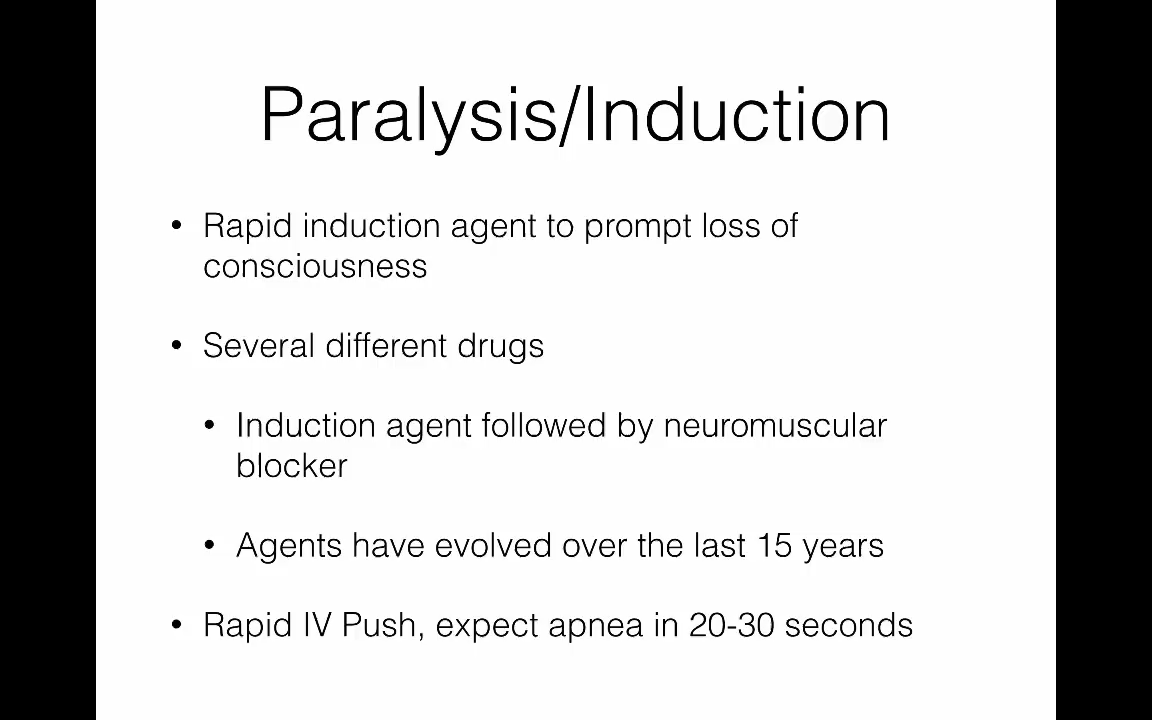 Paralysis/Induction
• Rapid induction agent to prompt loss of
consciousness
• Several different drugs
• Induction agent followed by neuromuscular
blocker
• Agents have evolved over the last 15 years
• Rapid IV Push, expect apnea in 20-30 seconds